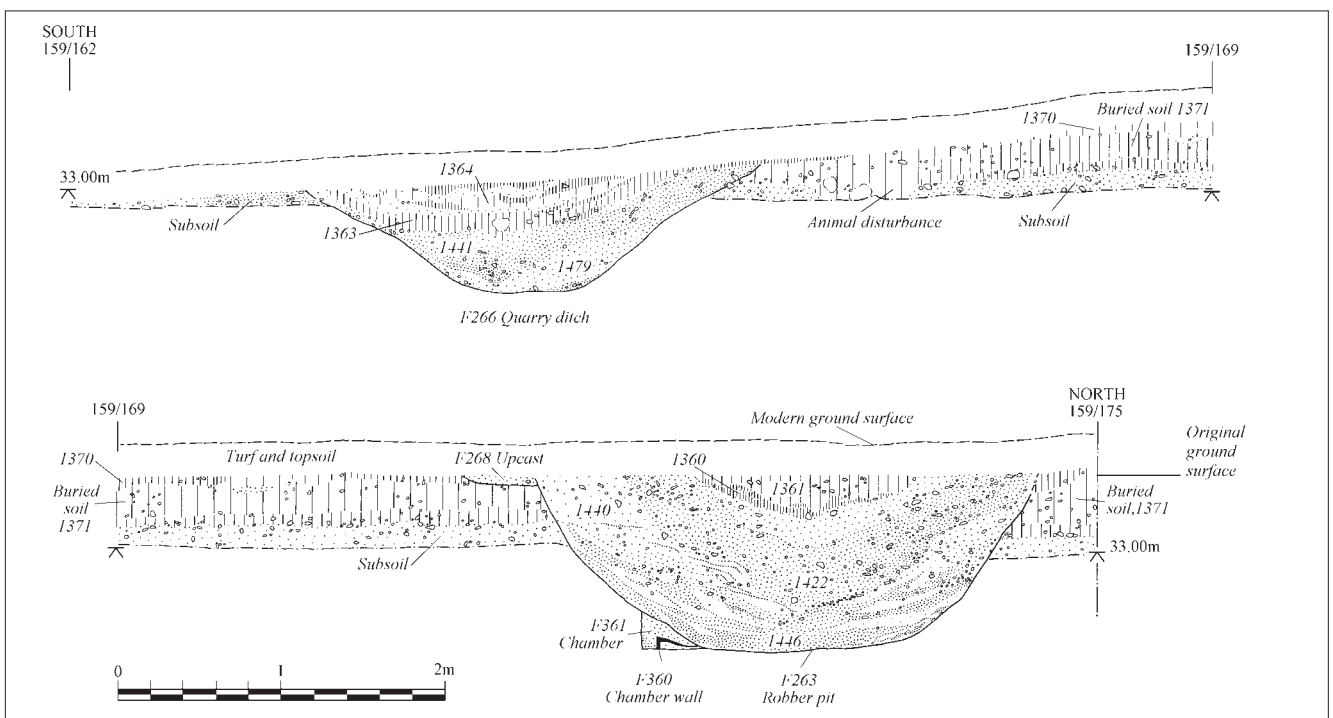 SOUTH
159/162
159/169
1370
Buried soil 1371
1364
33.00m
Subsoil
1363
Animal disturbance
Subsoil
1441
1479
F266 Quarry ditch
159/169
NORTH
159/175
Modern ground surface
Original
ground
surface
1370
Turf and topsoil
F268 Upcast
1360
1361
Buried
soil
1371
1440
Buried
soil,1371
Subsoil
33.00m
1422
F361
Chamber
1446
0 1 2m
F360
Chamber wall
F263
Robber pit